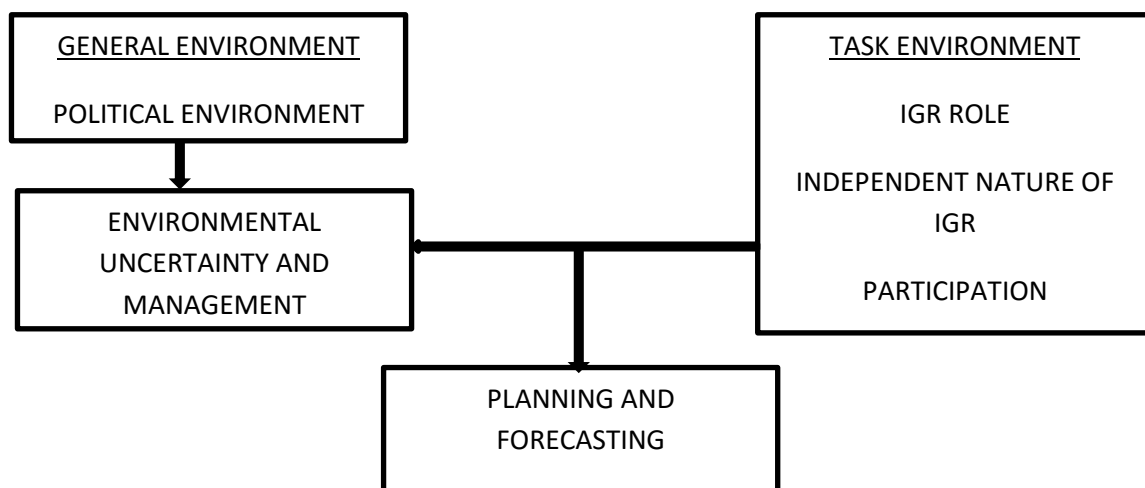 GENERAL ENVIRONMENT
POLITICAL ENVIRONMENT
TASK ENVIRONMENT
IGR ROLE
INDEPENDENT NATURE OF
IGR
PARTICIPATION
ENVIRONMENTAL
UNCERTAINTY AND
MANAGEMENT
PLANNING AND
FORECASTING